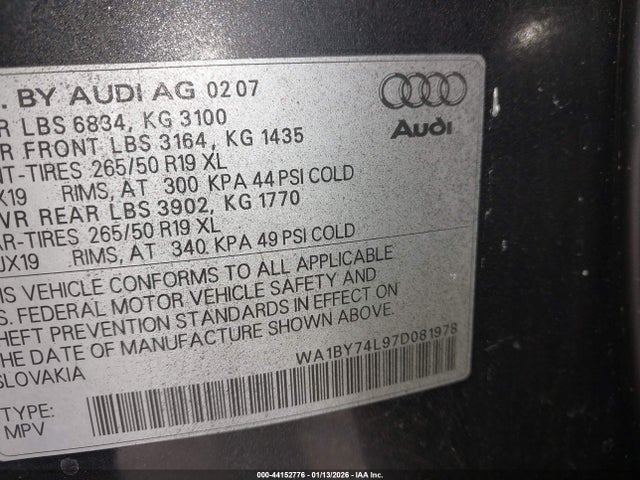 . BY AUDI AG 02 07
Audi
R LBS 6834, KG 3100
R FRONT LBS 3164, KG 1435
T-TIRES 265/50 R19 XL
X19 RIMS, AT 300 KPA 44 PSI COLD
VR REAR LBS 3902, KG 1770
R-TIRES 265/50 R19 XL
JX19 RIMS, AT 340 KPA 49 PSI COLD
IS VEHICLE CONFORMS TO ALL APPLICABLE
S. FEDERAL MOTOR VEHICLE SAFETY AND
HEFT PREVENTION STANDARDS IN EFFECT ON
THE DATE OF MANUFACTURE SHOWN ABOVE.
SLOVAKIA
WA1BY74L97D081978
TYPE:
MPV
000-44152776 - 01/13/2026 - IAA Inc.